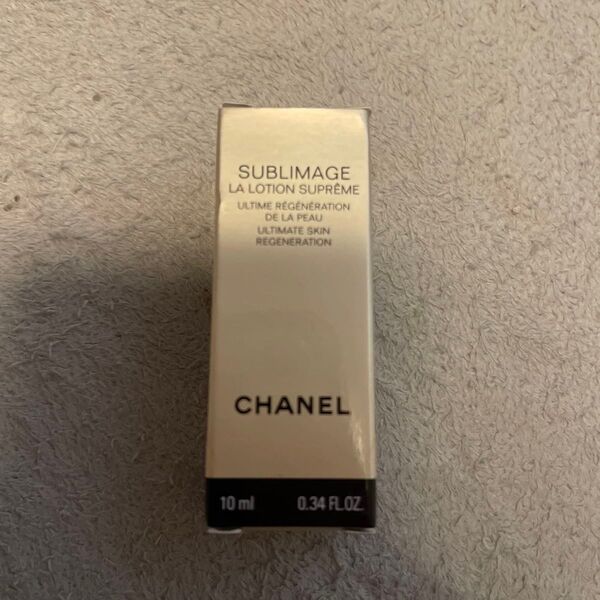 SUBLIMAGE
LA LOTION SUPRÊME
ULTIME RÉGÉNÉRATION
DE LA PEAU
ULTIMATE SKIN
REGENERATION
CHANEL
10 ml 0.34 FL.OZ.